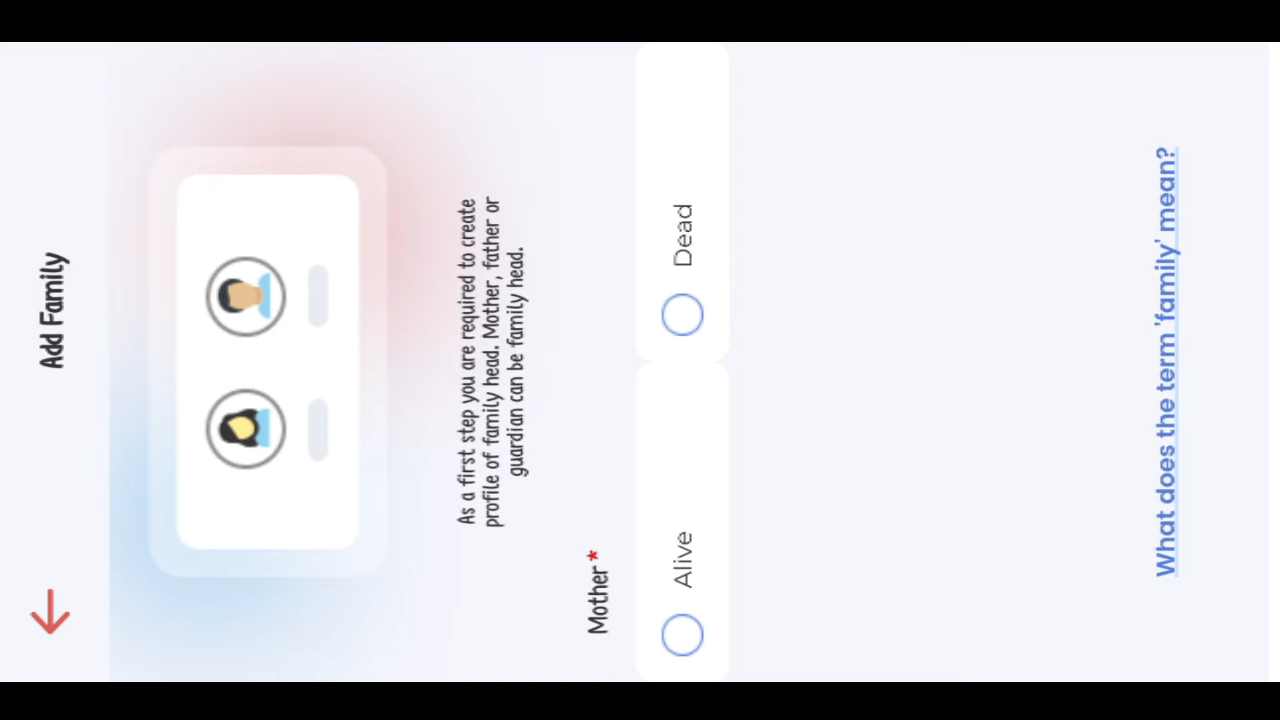 Add Family
As a first step you are required to create
profile of family head. Mother, father or
guardian can be family head.
Mother *
Alive
Dead
What does the term 'family' mean?